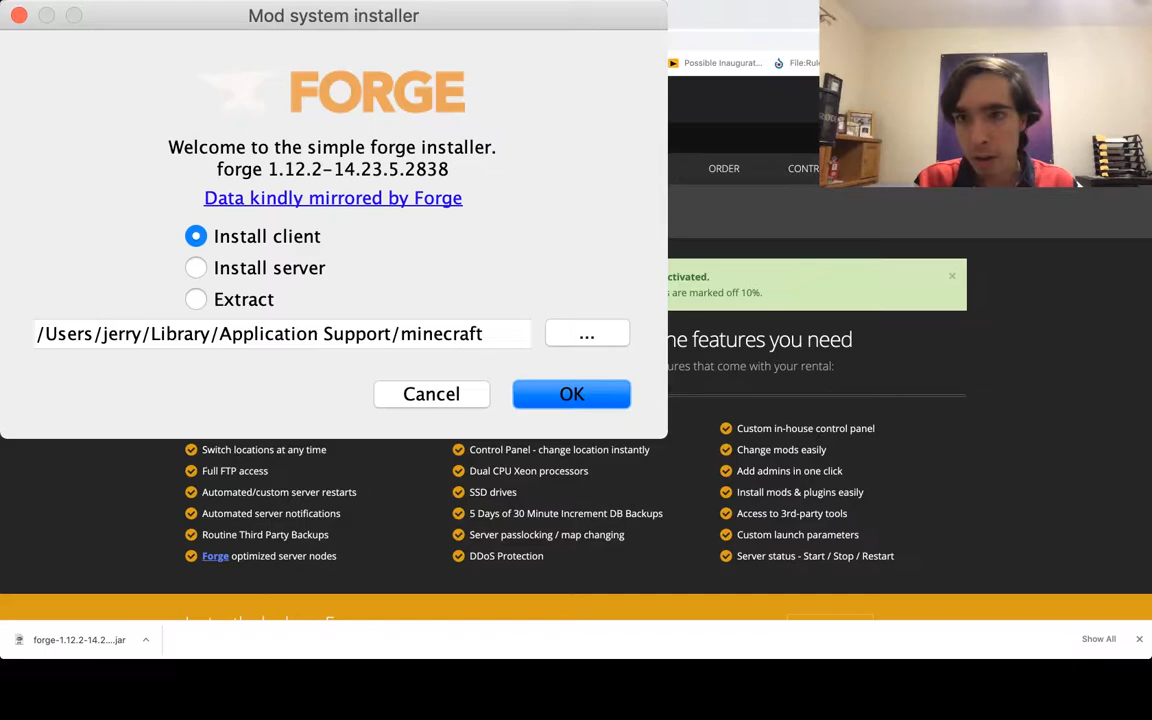 Mod system installer
FORGE
Welcome to the simple forge installer.
forge 1.12.2-14.23.5.2838
Data kindly mirrored by Forge
Install client
Install server
Extract
/Users/jerry/Library/Application Support/minecraft
...
Cancel
OK
Possible Inaugurat...
ORDER
are marked off 10%.
features you need
that come with your rental:
Switch locations at any time
Full FTP access
Automated/custom server restarts
Automated server notifications
Routine Third Party Backups
Forge optimized server nodes
Control Panel - change location instantly
Dual CPU Xeon processors
SSD drives
5 Days of 30 Minute Increment DB Backups
Server passlocking / map changing
DDoS Protection
Custom in-house control panel
Change mods easily
Add admins in one click
Install mods & plugins easily
Access to 3rd-party tools
Custom launch parameters
Server status - Start / Stop / Restart
forge-1.12.2-14.2....jar
Show All